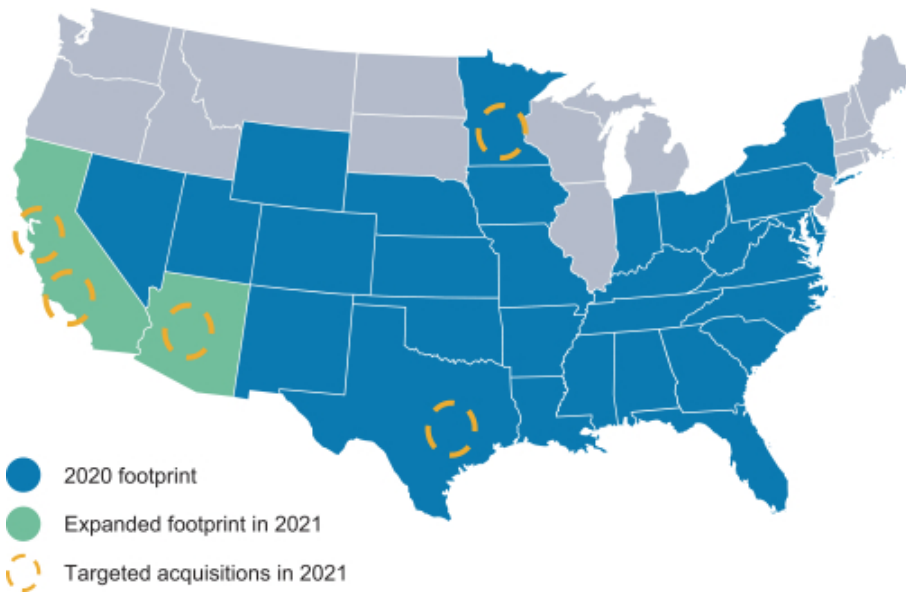 2020 footprint
Expanded footprint in 2021
Targeted acquisitions in 2021